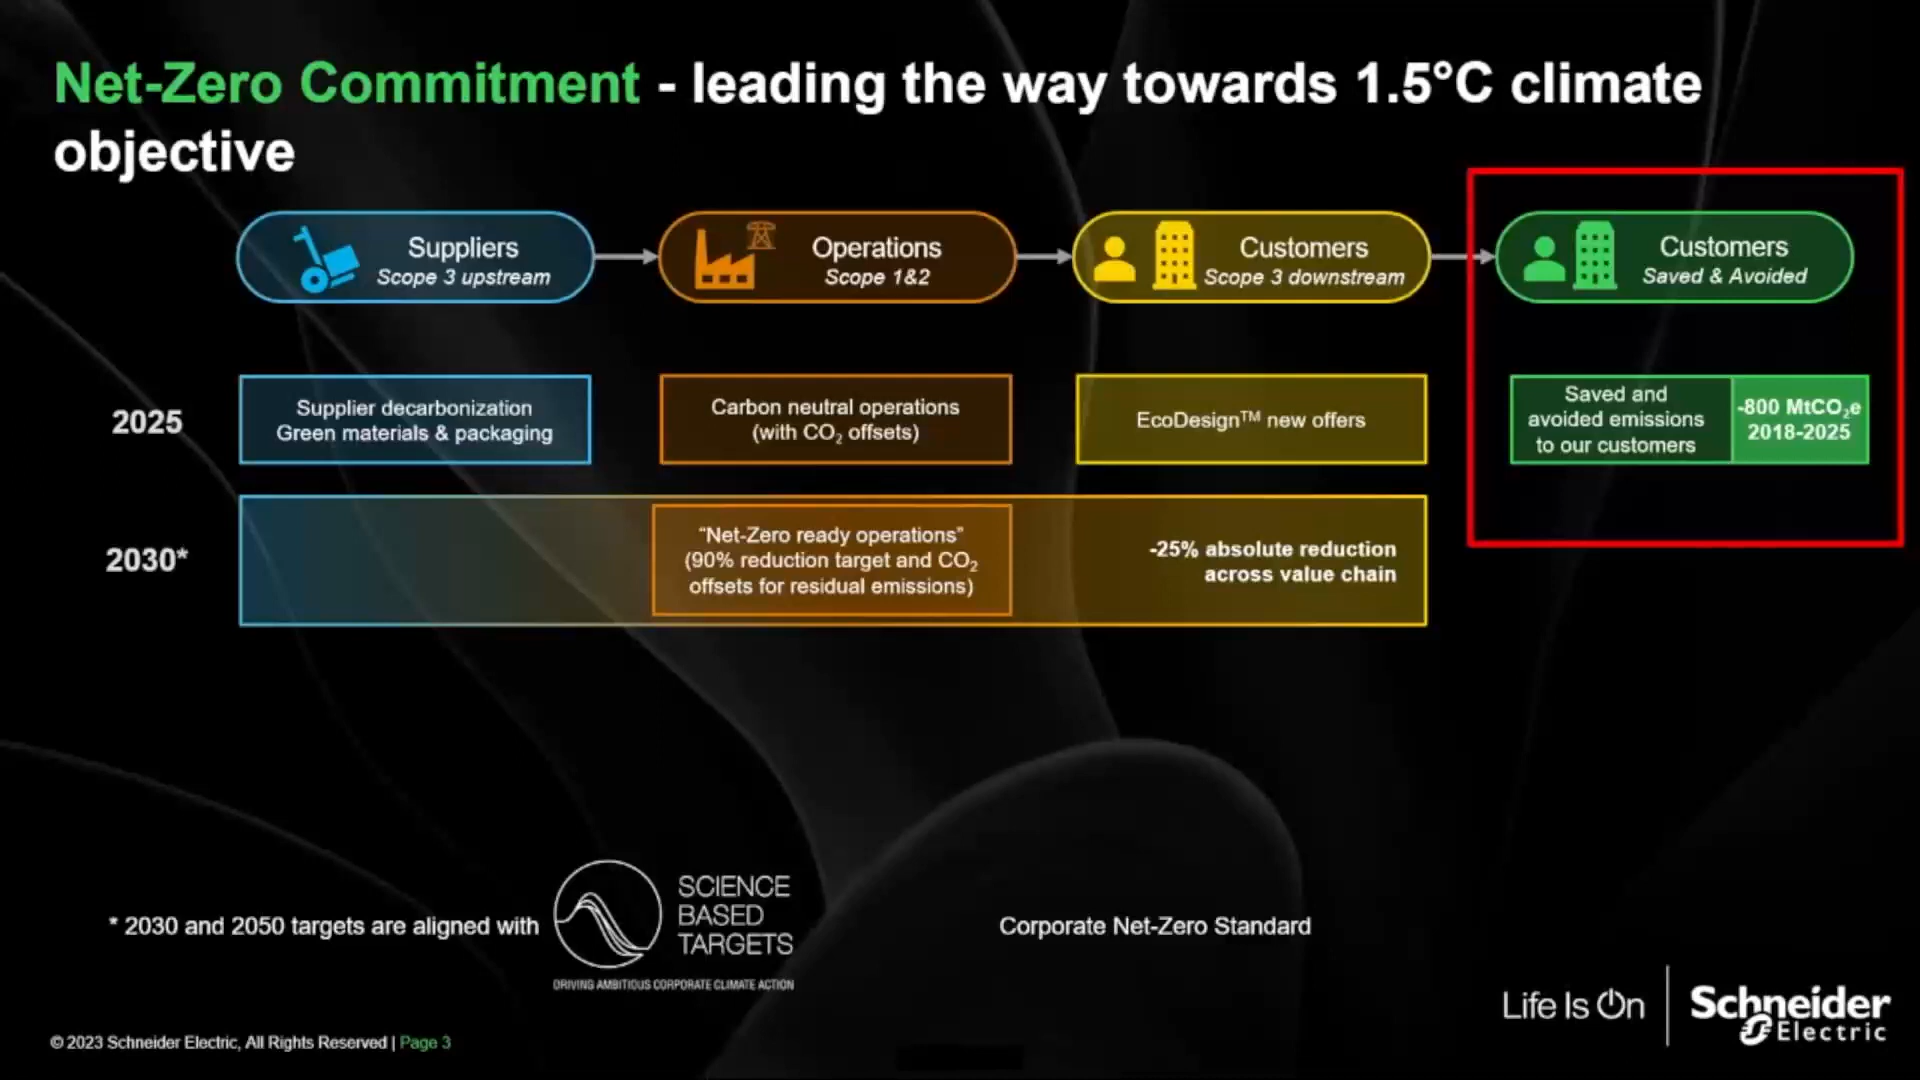 Net-Zero Commitment - leading the way towards 1.5°C climate
objective
Suppliers
Scope 3 upstream
Operations
Scope 1&2
Customers
Scope 3 downstream
Customers
Saved & Avoided
2025
Supplier decarbonization
Green materials & packaging
Carbon neutral operations
(with CO₂ offsets)
EcoDesign™ new offers
Saved and
avoided emissions
to our customers
-800 MtCO₂e
2018-2025
2030*
“Net-Zero ready operations”
(90% reduction target and CO₂
offsets for residual emissions)
-25% absolute reduction
across value chain
* 2030 and 2050 targets are aligned with
SCIENCE
BASED
TARGETS
DRIVING AMBITIOUS CORPORATE CLIMATE ACTION
Corporate Net-Zero Standard
Life Is On
Schneider
Electric
© 2023 Schneider Electric, All Rights Reserved | Page 3